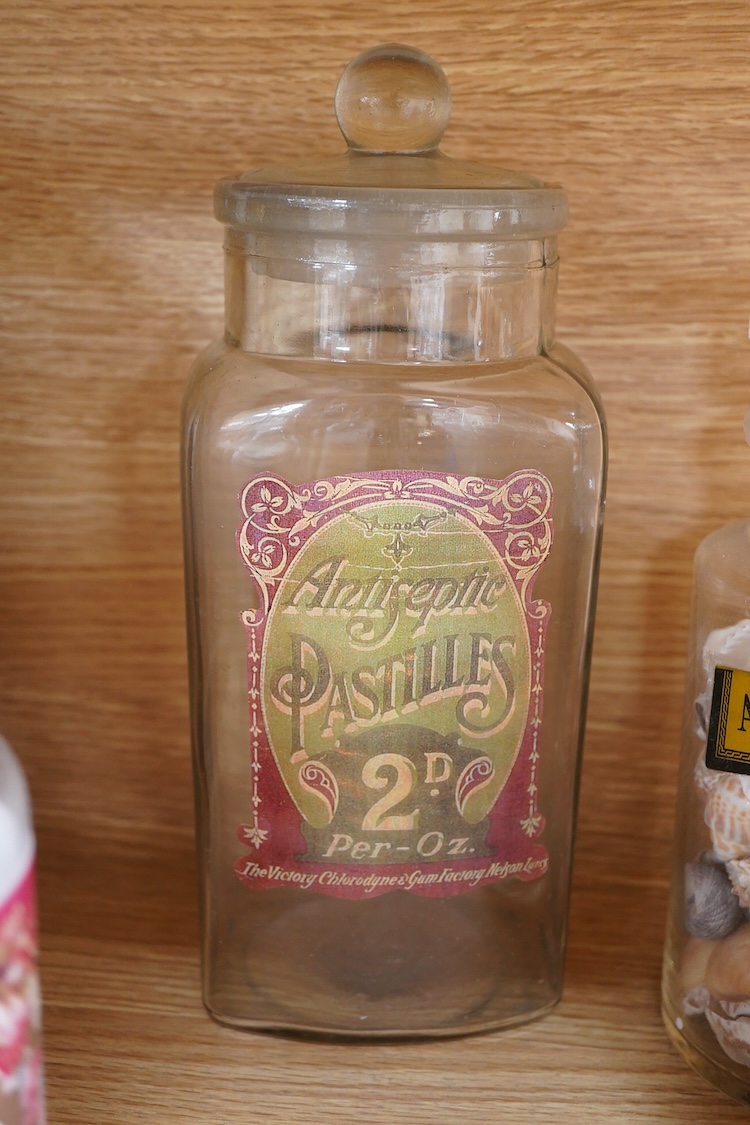 Antiseptic
PASTILLES
2D.
Per-Oz.
The Victory Chlorodyne & Gum Factory Nelson Lancs